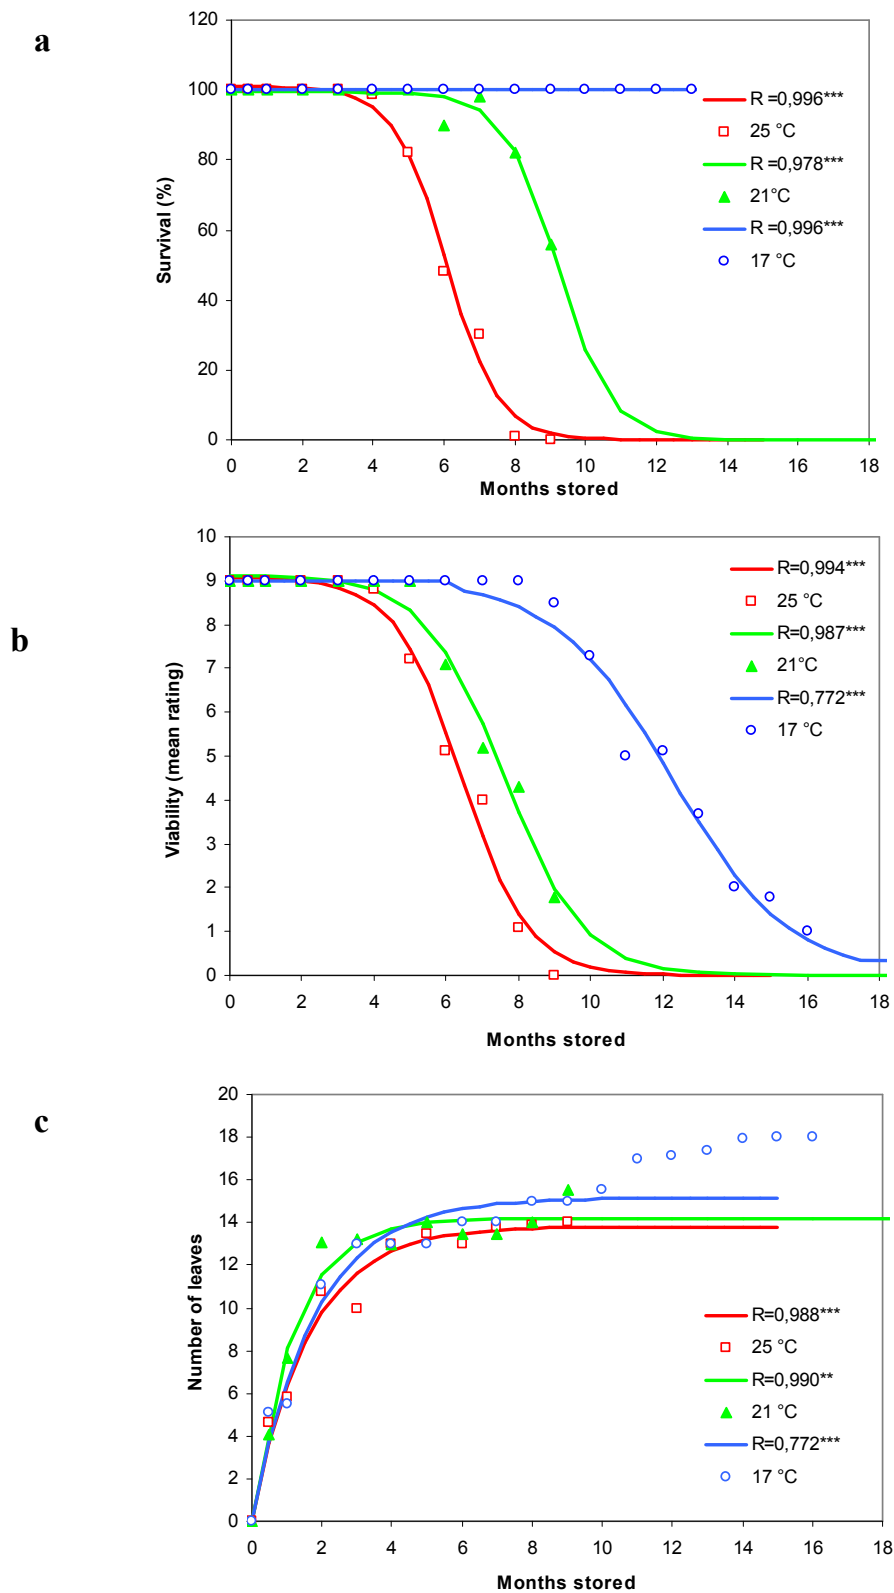 a
120
100
80
60
40
20
0
Survival (%)
R =0,996***
25 °C
R =0,978***
21°C
R =0,996***
17 °C
0 2 4 6 8 10 12 14 16 18
Months stored
b
10
9
8
7
6
5
4
3
2
1
0
Viability (mean rating)
R=0,994***
25 °C
R=0,987***
21°C
R=0,772***
17 °C
0 2 4 6 8 10 12 14 16 18
Months stored
c
20
18
16
14
12
10
8
6
4
2
0
Number of leaves
R=0,988***
25 °C
R=0,990**
21 °C
R=0,772***
17 °C
0 2 4 6 8 10 12 14 16 18
Months stored